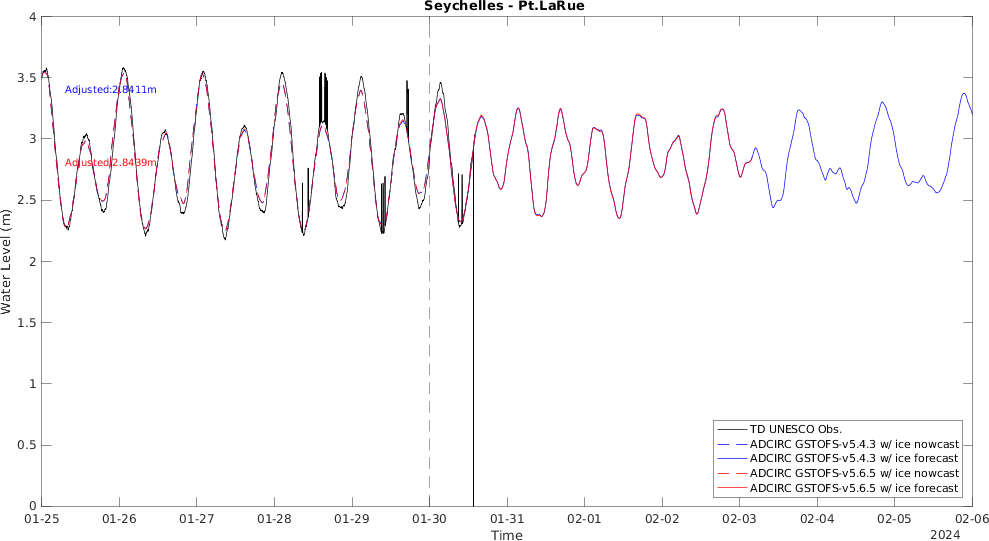 Seychelles - Pt.LaRue
4
3.5
3
2.5
2
1.5
1
0.5
0
Water Level (m)
Adjusted:2.8411m
Adjusted:2.8439m
TD UNESCO Obs.
ADCIRC GSTOFS-v5.4.3 w/ ice nowcast
ADCIRC GSTOFS-v5.4.3 w/ ice forecast
ADCIRC GSTOFS-v5.6.5 w/ ice nowcast
ADCIRC GSTOFS-v5.6.5 w/ ice forecast
01-25 01-26 01-27 01-28 01-29 01-30 01-31 02-01 02-02 02-03 02-04 02-05 02-06
Time
2024